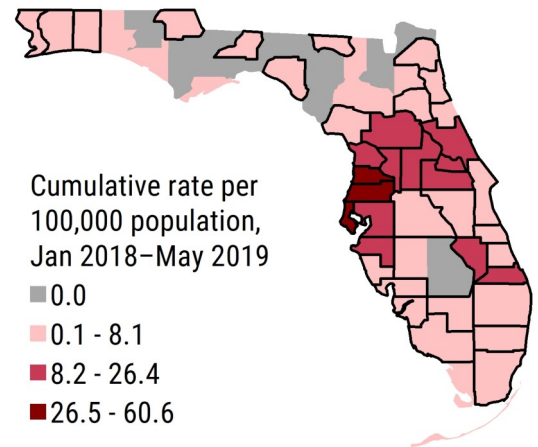 Cumulative rate per
100,000 population,
Jan 2018–May 2019
0.0
0.1 - 8.1
8.2 - 26.4
26.5 - 60.6